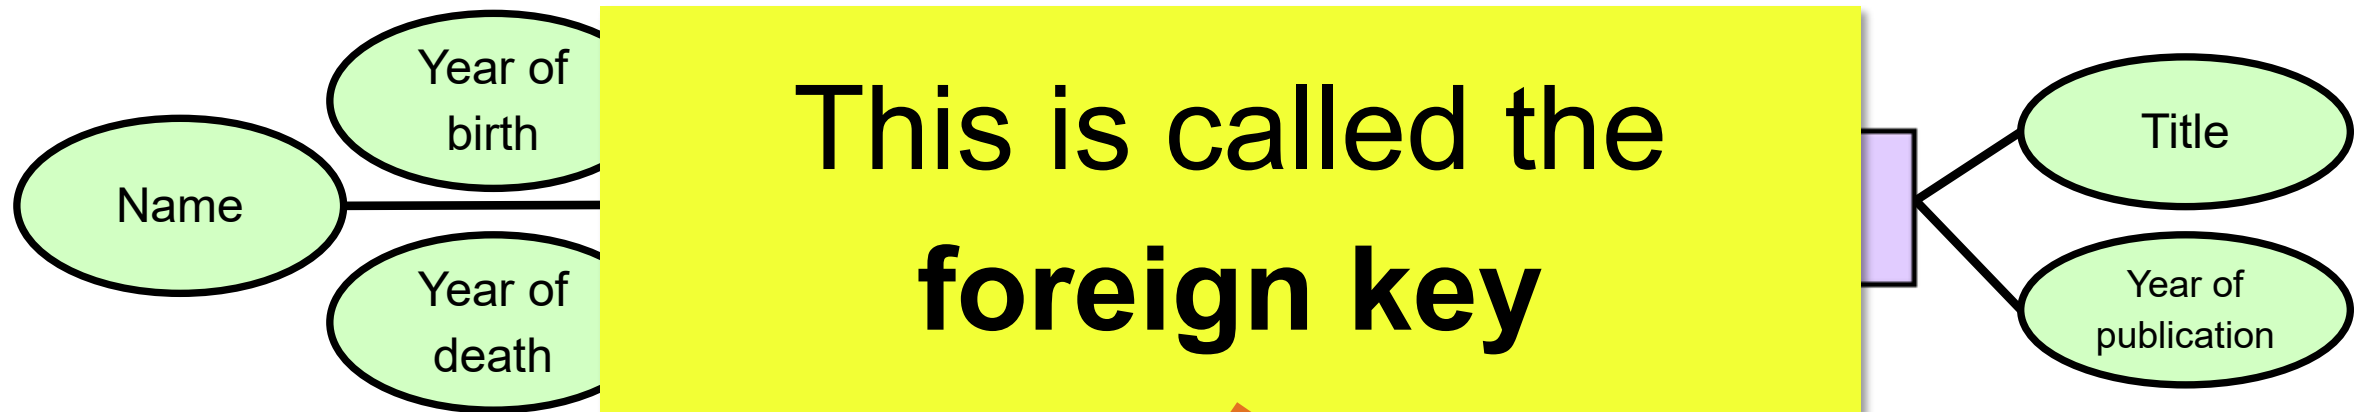 Name
Year of
birth
Year of
death
This is called the
foreign key
Title
Year of
publication